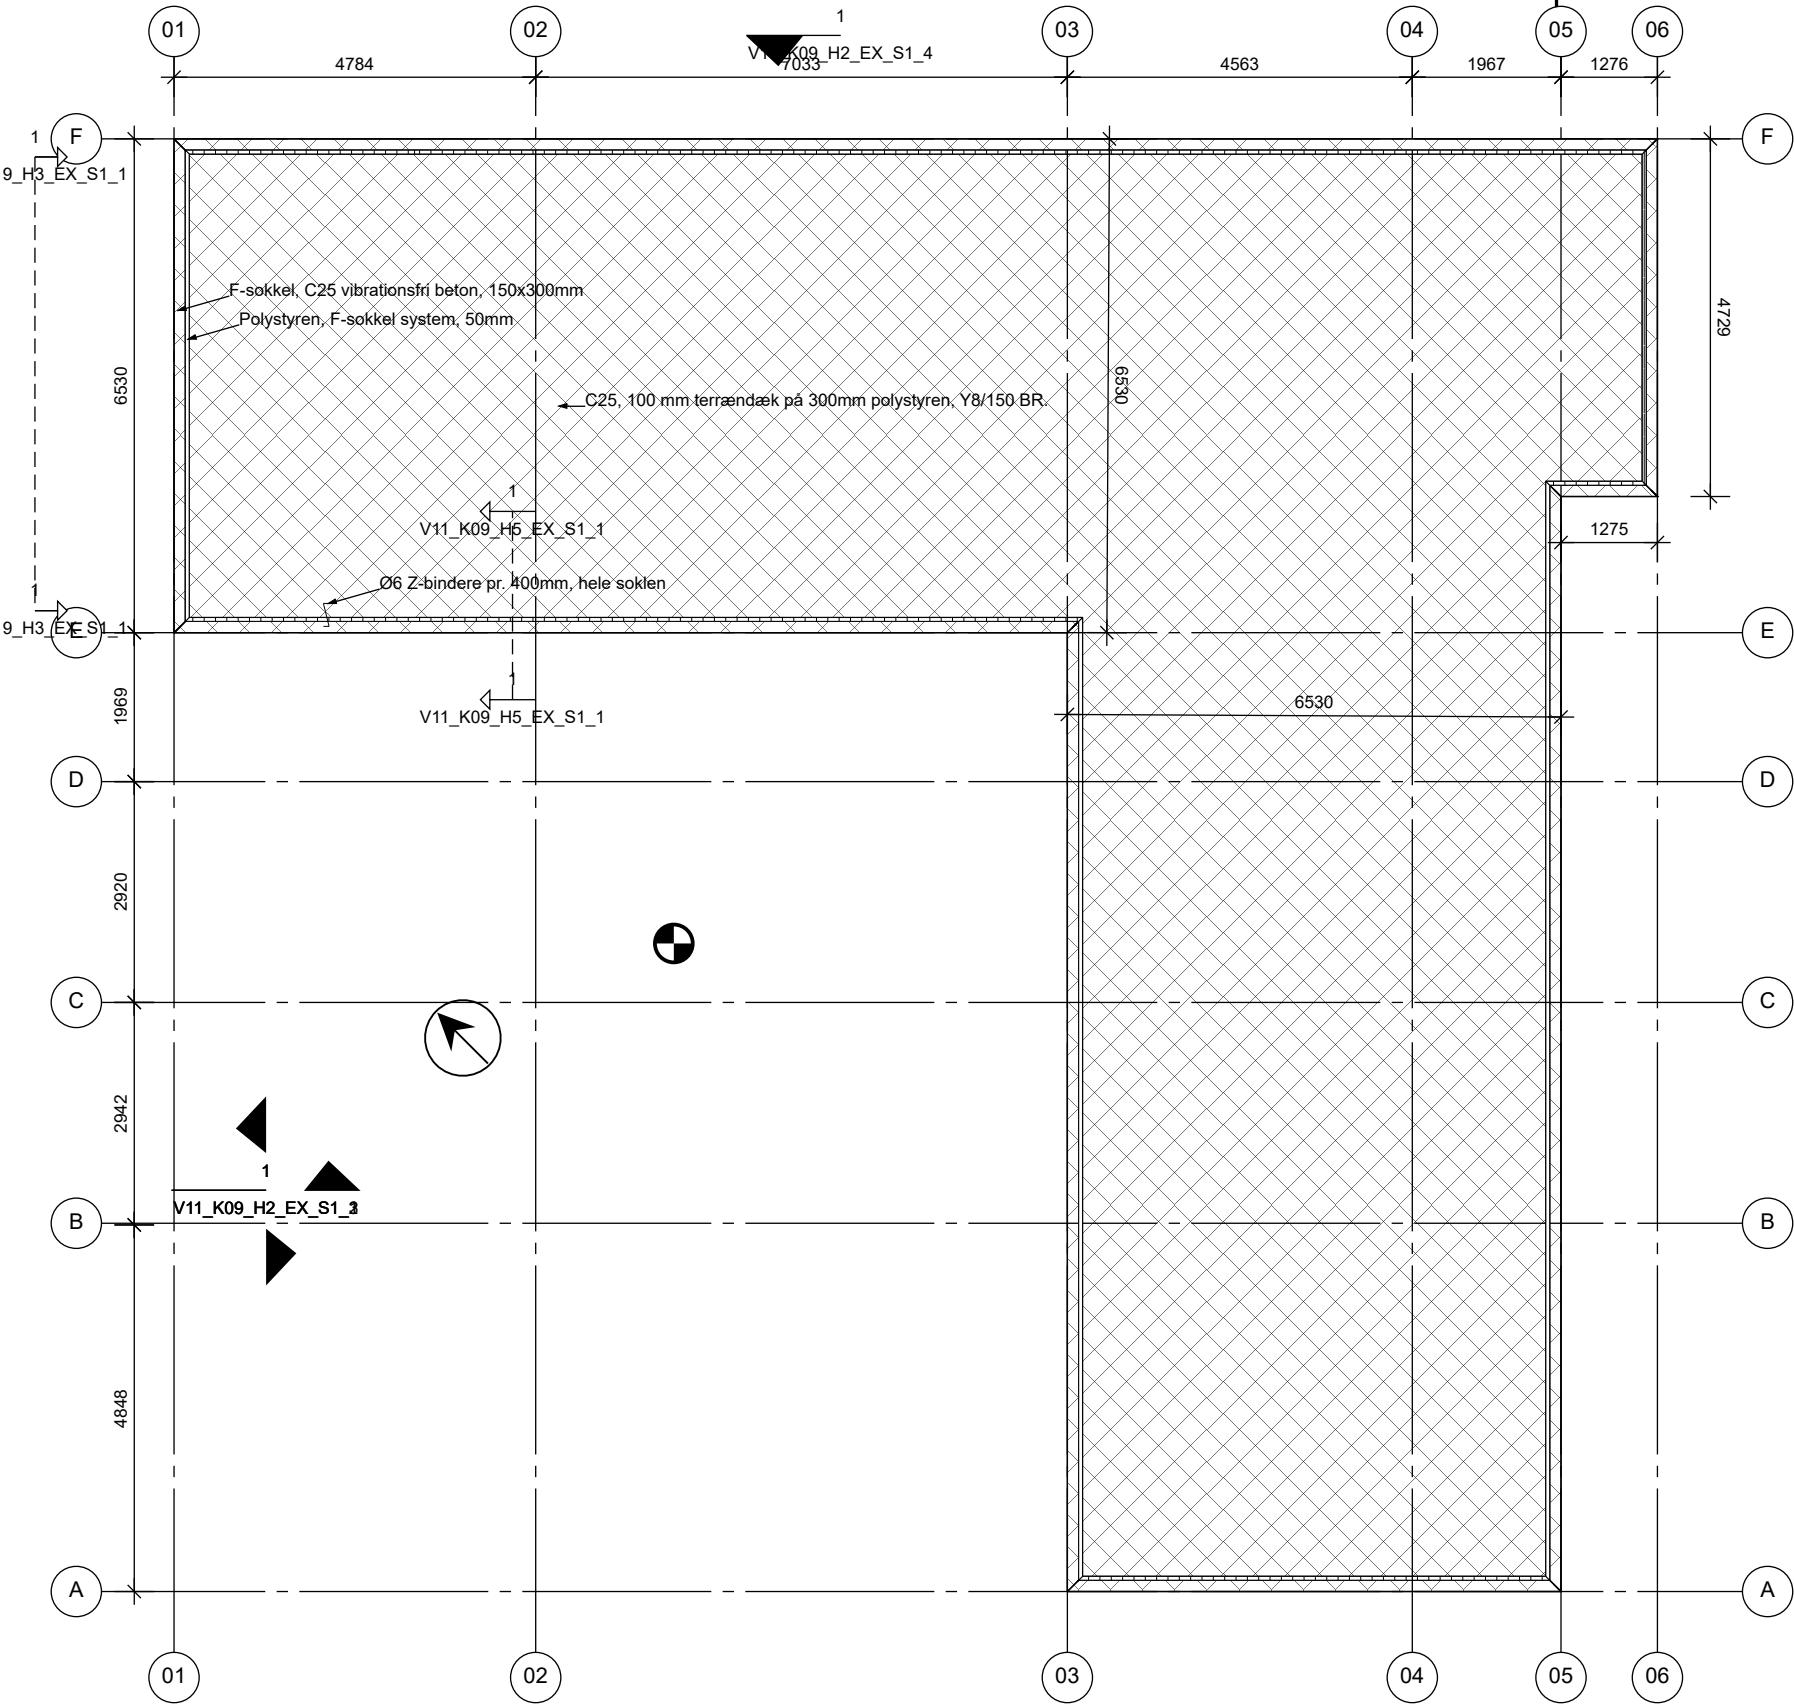 01 02 03 04 05 06
1
V11_K09_H2_EX_S1_4
4784 7033 4563 1967 1276
F F
1
9_H3_EX_S1_1
F-sokkel, C25 vibrationsfri beton, 150x300mm
Polystyren, F-sokkel system, 50mm
4729
6530
6530
C25, 100 mm terrændæk på 300mm polystyren, Y8/150 BR.
1
V11_K09_H5_EX_S1_1
1275
Ø6 Z-bindere pr. 400mm, hele soklen
1
9_H3_EX_S1_1
E E
1
V11_K09_H5_EX_S1_1
1969
6530
D D
2920
C C
2942
1
V11_K09_H2_EX_S1_
B B
4848
A A
01 02 03 04 05 06